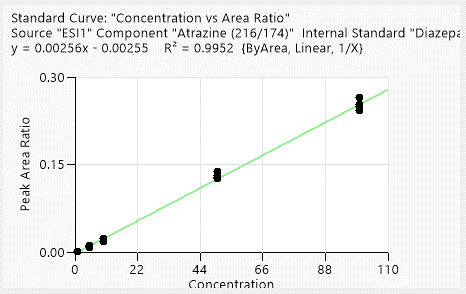 Standard Curve: "Concentration vs Area Ratio"
Source "ESI1" Component "Atrazine (216/174)" Internal Standard "Diazepa
y = 0.00256x - 0.00255 R² = 0.9952 {ByArea, Linear, 1/X}
0.30
0.15
0.00
Peak Area Ratio
0 22 44 66 88 110
Concentration